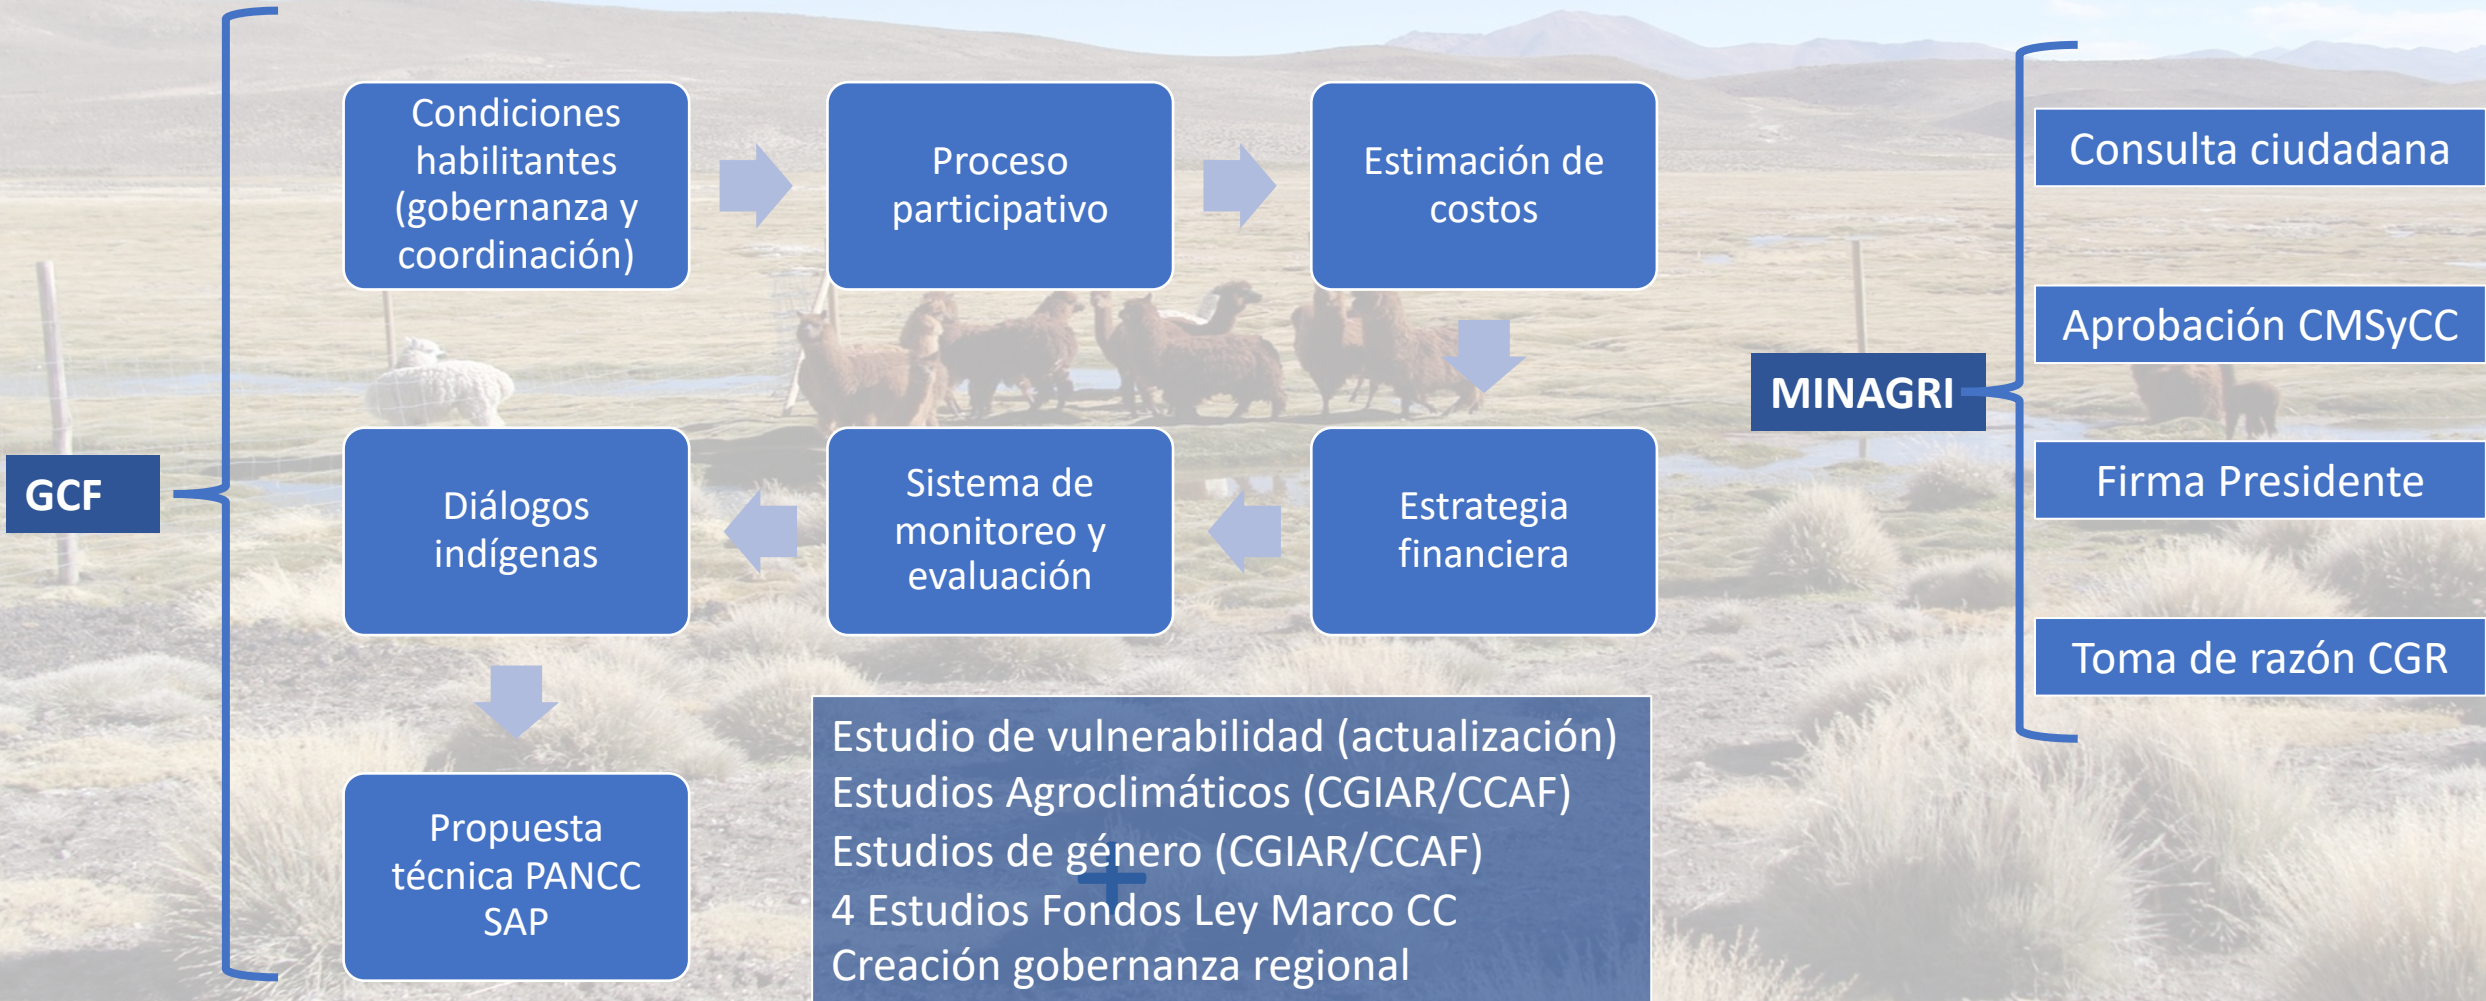 GCF
Condiciones
habilitantes
(gobernanza y
coordinación)
Proceso
participativo
Estimación de
costos
Diálogos
indígenas
Sistema de
monitoreo y
evaluación
Estrategia
financiera
Propuesta
técnica PANCC
SAP
+
Estudio de vulnerabilidad (actualización)
Estudios Agroclimáticos (CGIAR/CCAF)
Estudios de género (CGIAR/CCAF)
4 Estudios Fondos Ley Marco CC
Creación gobernanza regional
MINAGRI
Consulta ciudadana
Aprobación CMSyCC
Firma Presidente
Toma de razón CGR